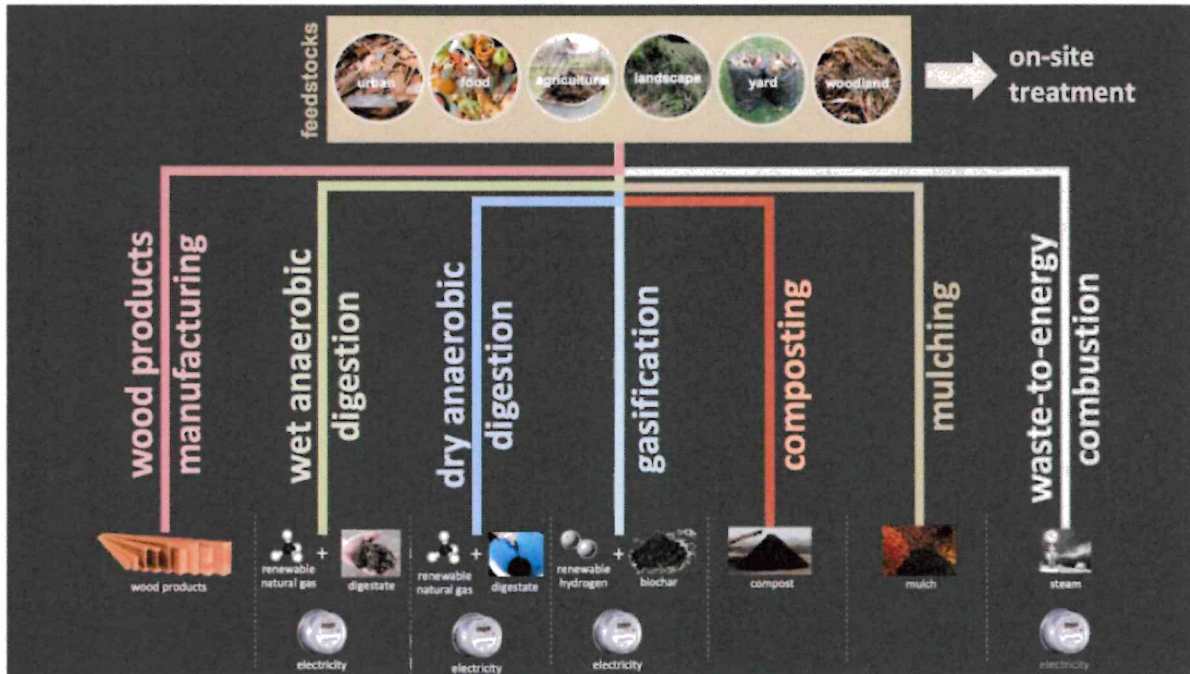 feedstocks
urban
food
agricultural
landscape
yard
woodland
on-site
treatment
wood products
manufacturing
wet anaerobic
digestion
dry anaerobic
digestion
gasification
composting
mulching
waste-to-energy
combustion
wood products
renewable
natural gas
+
digestate
electricity
renewable
natural gas
+
digestate
electricity
renewable
hydrogen
+
biochar
electricity
compost
mulch
steam
electricity